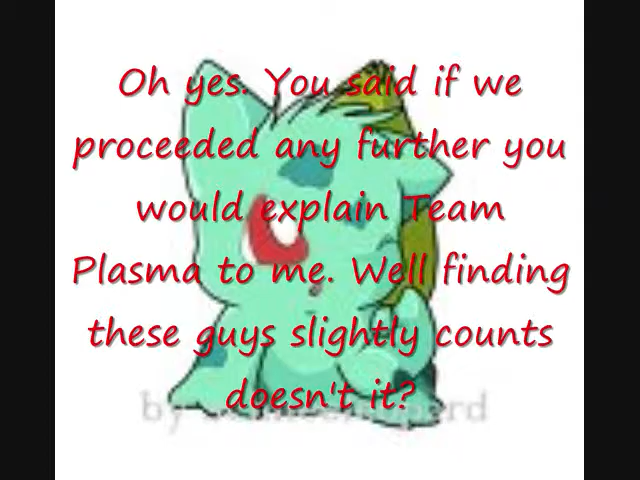 Oh yes. You said if we
proceeded any further you
would explain Team
Plasma to me. Well finding
these guys slightly counts
doesn't it?
by